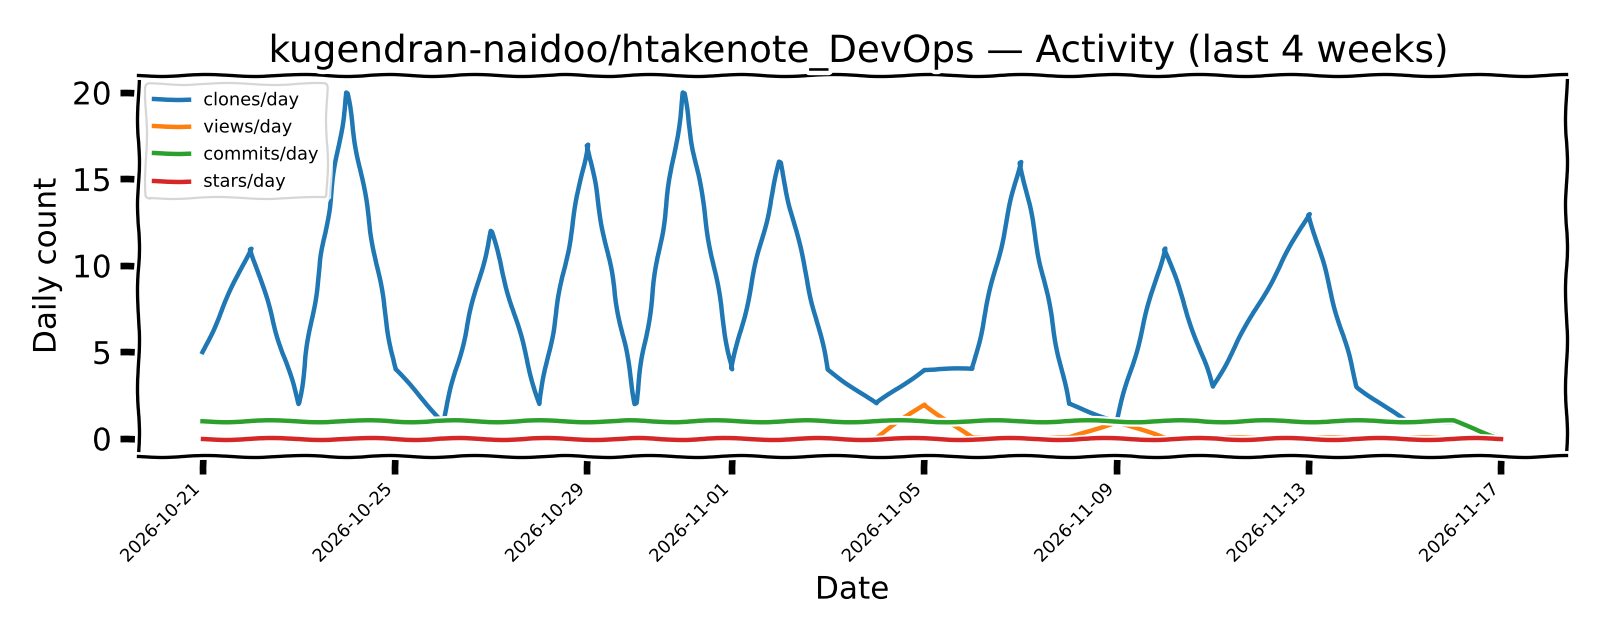 kugendran-naidoo/htakenote_DevOps — Activity (last 4 weeks)
20
15
10
5
0
Daily count
clones/day
views/day
commits/day
stars/day
2026-10-21
2026-10-25
2026-10-29
2026-11-01
2026-11-05
2026-11-09
2026-11-13
2026-11-17
Date